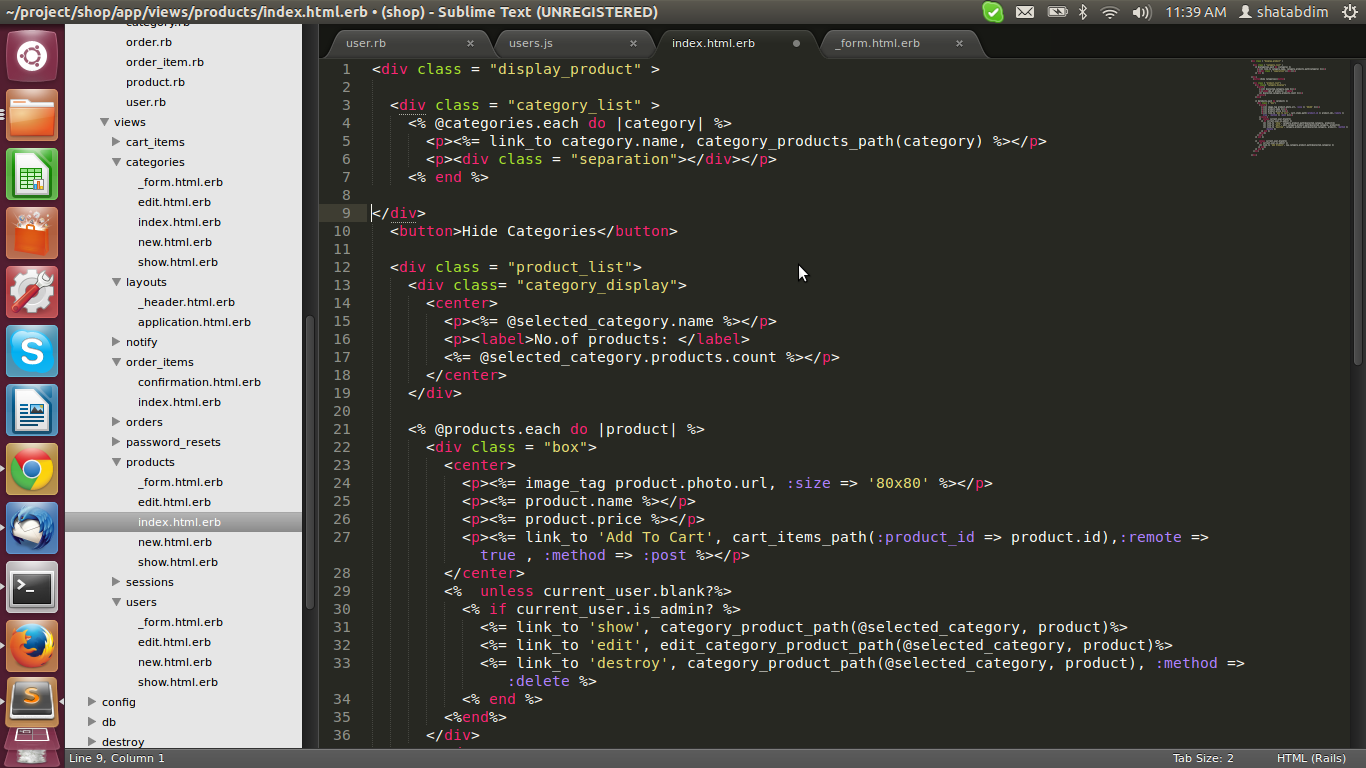 ~/project/shop/app/views/products/index.html.erb • (shop) - Sublime Text (UNREGISTERED)
11:39 AM
shatabdim
category.rb
order.rb
order_item.rb
product.rb
user.rb
views
cart_items
categories
_form.html.erb
edit.html.erb
index.html.erb
new.html.erb
show.html.erb
layouts
_header.html.erb
application.html.erb
notify
order_items
confirmation.html.erb
index.html.erb
orders
password_resets
products
_form.html.erb
edit.html.erb
index.html.erb
new.html.erb
show.html.erb
sessions
users
_form.html.erb
edit.html.erb
new.html.erb
show.html.erb
config
db
destroy
user.rb ×
users.js ×
index.html.erb
_form.html.erb ×
1 <div class = "display_product" >
2
3 <div class = "category_list" >
4 <% @categories.each do |category| %>
5 <p><%= link_to category.name, category_products_path(category) %></p>
6 <p><div class = "separation"></div></p>
7 <% end %>
8
9 </div>
10 <button>Hide Categories</button>
11
12 <div class = "product_list">
13 <div class= "category_display">
14 <center>
15 <p><%= @selected_category.name %></p>
16 <p><label>No.of products: </label>
17 <%= @selected_category.products.count %></p>
18 </center>
19 </div>
20
21 <% @products.each do |product| %>
22 <div class = "box">
23 <center>
24 <p><%= image_tag product.photo.url, :size => '80x80' %></p>
25 <p><%= product.name %></p>
26 <p><%= product.price %></p>
27 <p><%= link_to 'Add To Cart', cart_items_path(:product_id => product.id),:remote =>
true , :method => :post %></p>
28 </center>
29 <%  unless current_user.blank?%>
30 <% if current_user.is_admin? %>
31 <%= link_to 'show', category_product_path(@selected_category, product)%>
32 <%= link_to 'edit', edit_category_product_path(@selected_category, product)%>
33 <%= link_to 'destroy', category_product_path(@selected_category, product), :method =>
:delete %>
34 <% end %>
35 <%end%>
36 </div>
Line 9, Column 1
Tab Size: 2
HTML (Rails)